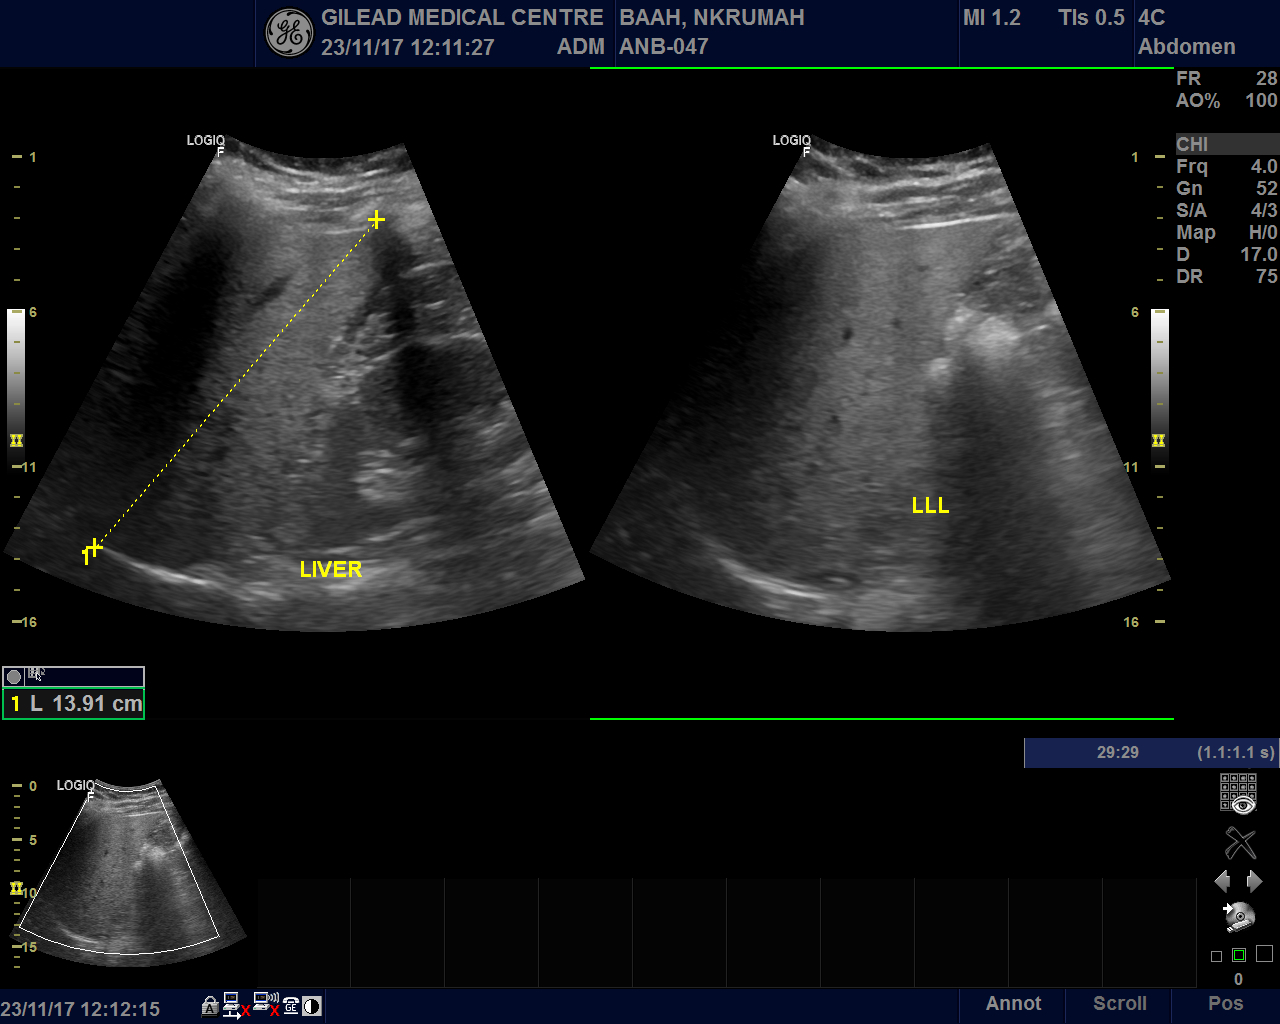 GILEAD MEDICAL CENTRE
23/11/17 12:11:27 ADM
BAAH, NKRUMAH
ANB-047
MI 1.2 TIs 0.5
4C
Abdomen
FR 28
AO% 100
CHI
Frq 4.0
Gn 52
S/A 4/3
Map H/0
D 17.0
DR 75
LOGIQ
F
1
6
11
16
1
LIVER
LOGIQ
F
1
6
11
16
LLL
1 L 13.91 cm
29:29 (1.1:1.1 s)
LOGIQ
F
0
5
10
15
0
23/11/17 12:12:15
A
GE
Annot Scroll Pos